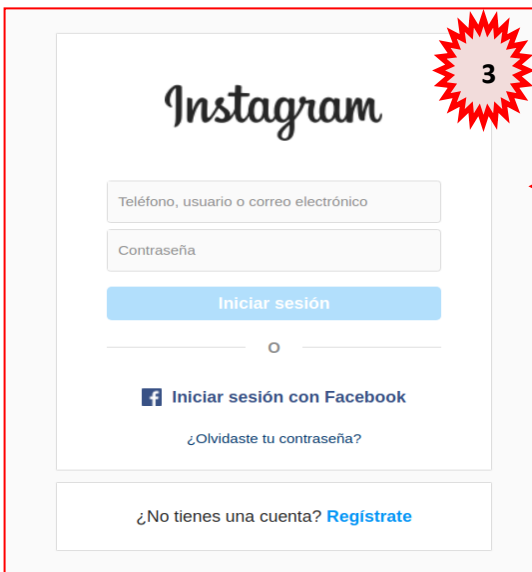 3
Instagram
Teléfono, usuario o correo electrónico
Contraseña
Iniciar sesión
O
Iniciar sesión con Facebook
¿Olvidaste tu contraseña?
¿No tienes una cuenta? Regístrate